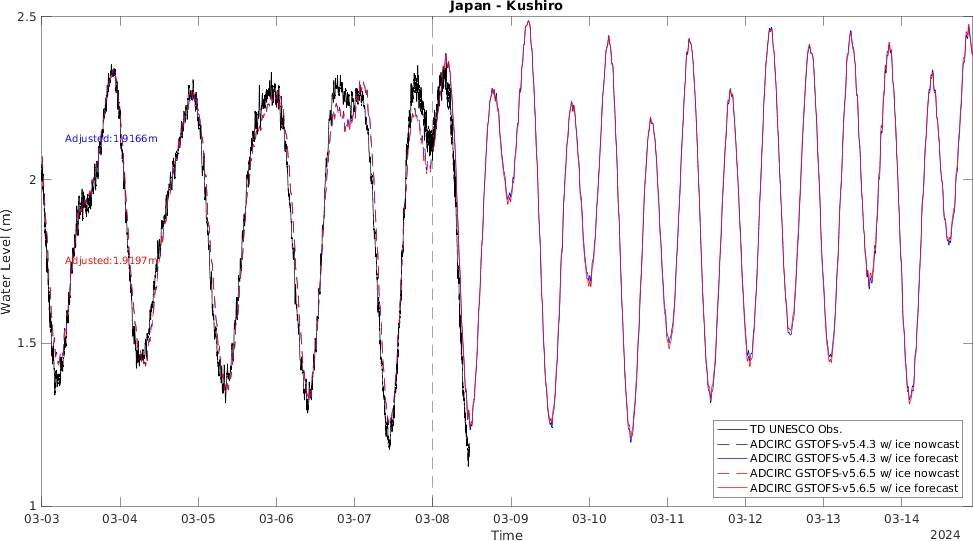 Japan - Kushiro
2.5
2
1.5
1
Water Level (m)
Adjusted:1.9166m
Adjusted:1.9197m
TD UNESCO Obs.
ADCIRC GSTOFS-v5.4.3 w/ ice nowcast
ADCIRC GSTOFS-v5.4.3 w/ ice forecast
ADCIRC GSTOFS-v5.6.5 w/ ice nowcast
ADCIRC GSTOFS-v5.6.5 w/ ice forecast
03-03 03-04 03-05 03-06 03-07 03-08 03-09 03-10 03-11 03-12 03-13 03-14
Time
2024